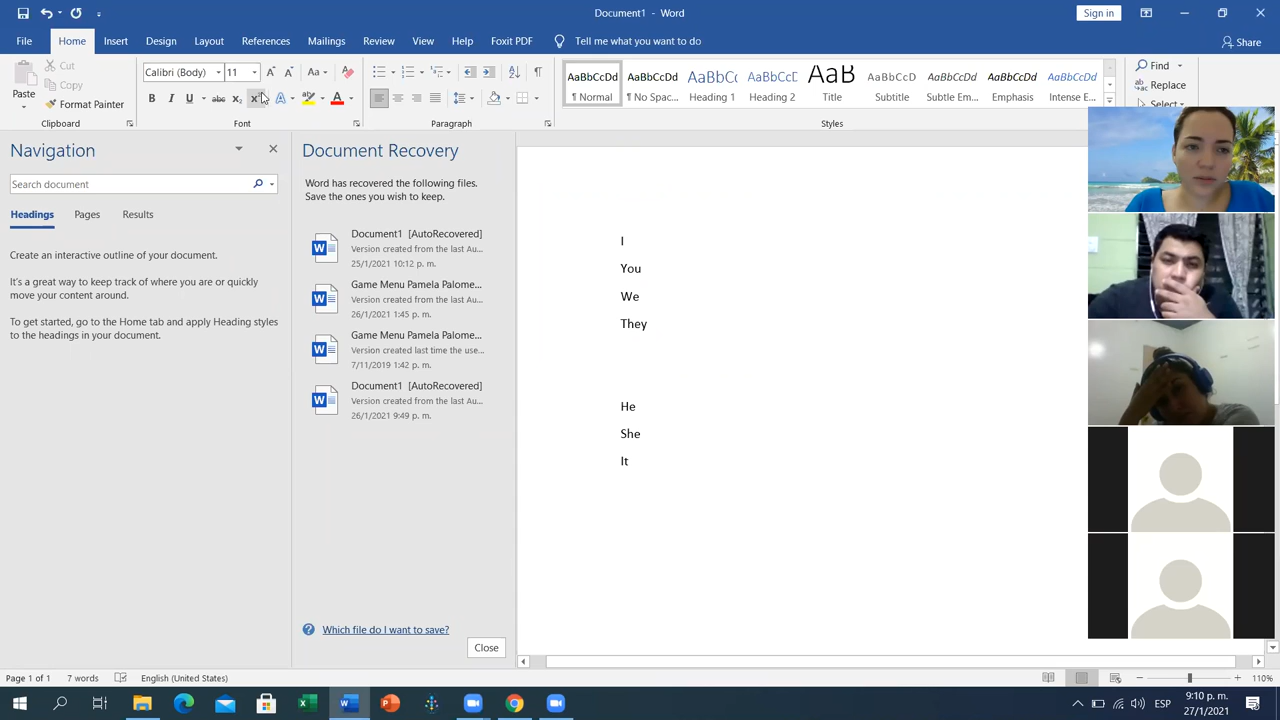 Document1 - Word
Sign in
File Home Insert Design Layout References Mailings Review View Help Foxit PDF Tell me what you want to do Share
Paste
Cut
Copy
Format Painter
Clipboard
Calibri (Body) 11
Font
Paragraph
AaBbCcDd ¶ Normal
AaBbCcDd ¶ No Spac...
AaBbCc Heading 1
AaBbCcD Heading 2
AaB Title
AaBbCcD Subtitle
AaBbCcDd Subtle Em...
AaBbCcDd Emphasis
AaBbCcDd Intense E...
Styles
Find
Replace
Select
Navigation
Search document
Headings Pages Results
Create an interactive outline of your document.
It's a great way to keep track of where you are or quickly
move your content around.
To get started, go to the Home tab and apply Heading styles
to the headings in your document.
Document Recovery
Word has recovered the following files.
Save the ones you wish to keep.
Document1 [AutoRecovered]
Version created from the last Au...
25/1/2021 10:12 p. m.
Game Menu Pamela Palome...
Version created from the last Au...
26/1/2021 1:45 p. m.
Game Menu Pamela Palome...
Version created last time the use...
7/11/2019 1:42 p. m.
Document1 [AutoRecovered]
Version created from the last Au...
26/1/2021 9:49 p. m.
Which file do I want to save?
Close
I
You
We
They
He
She
It
Page 1 of 1 7 words English (United States) 110%
ESP
9:10 p. m.
27/1/2021